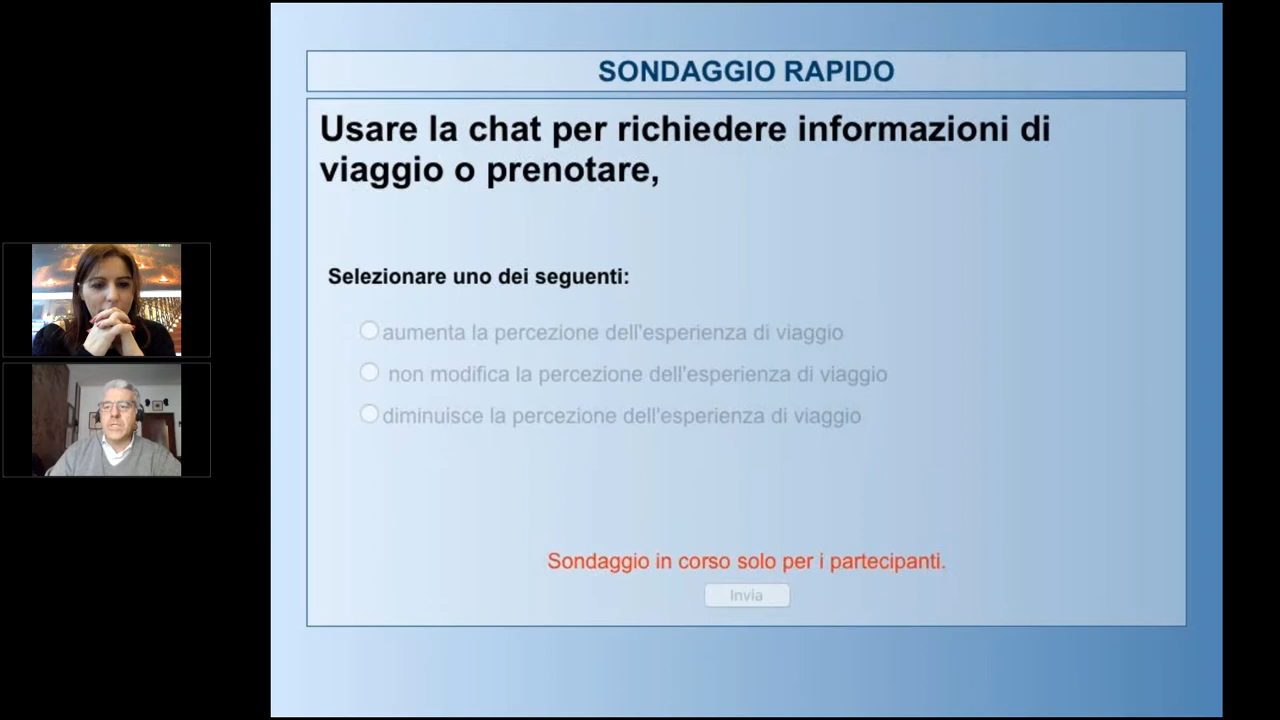 SONDAGGIO RAPIDO
Usare la chat per richiedere informazioni di
viaggio o prenotare,
Selezionare uno dei seguenti:
aumenta la percezione dell'esperienza di viaggio
non modifica la percezione dell'esperienza di viaggio
diminuisce la percezione dell'esperienza di viaggio
Sondaggio in corso solo per i partecipanti.
Invia